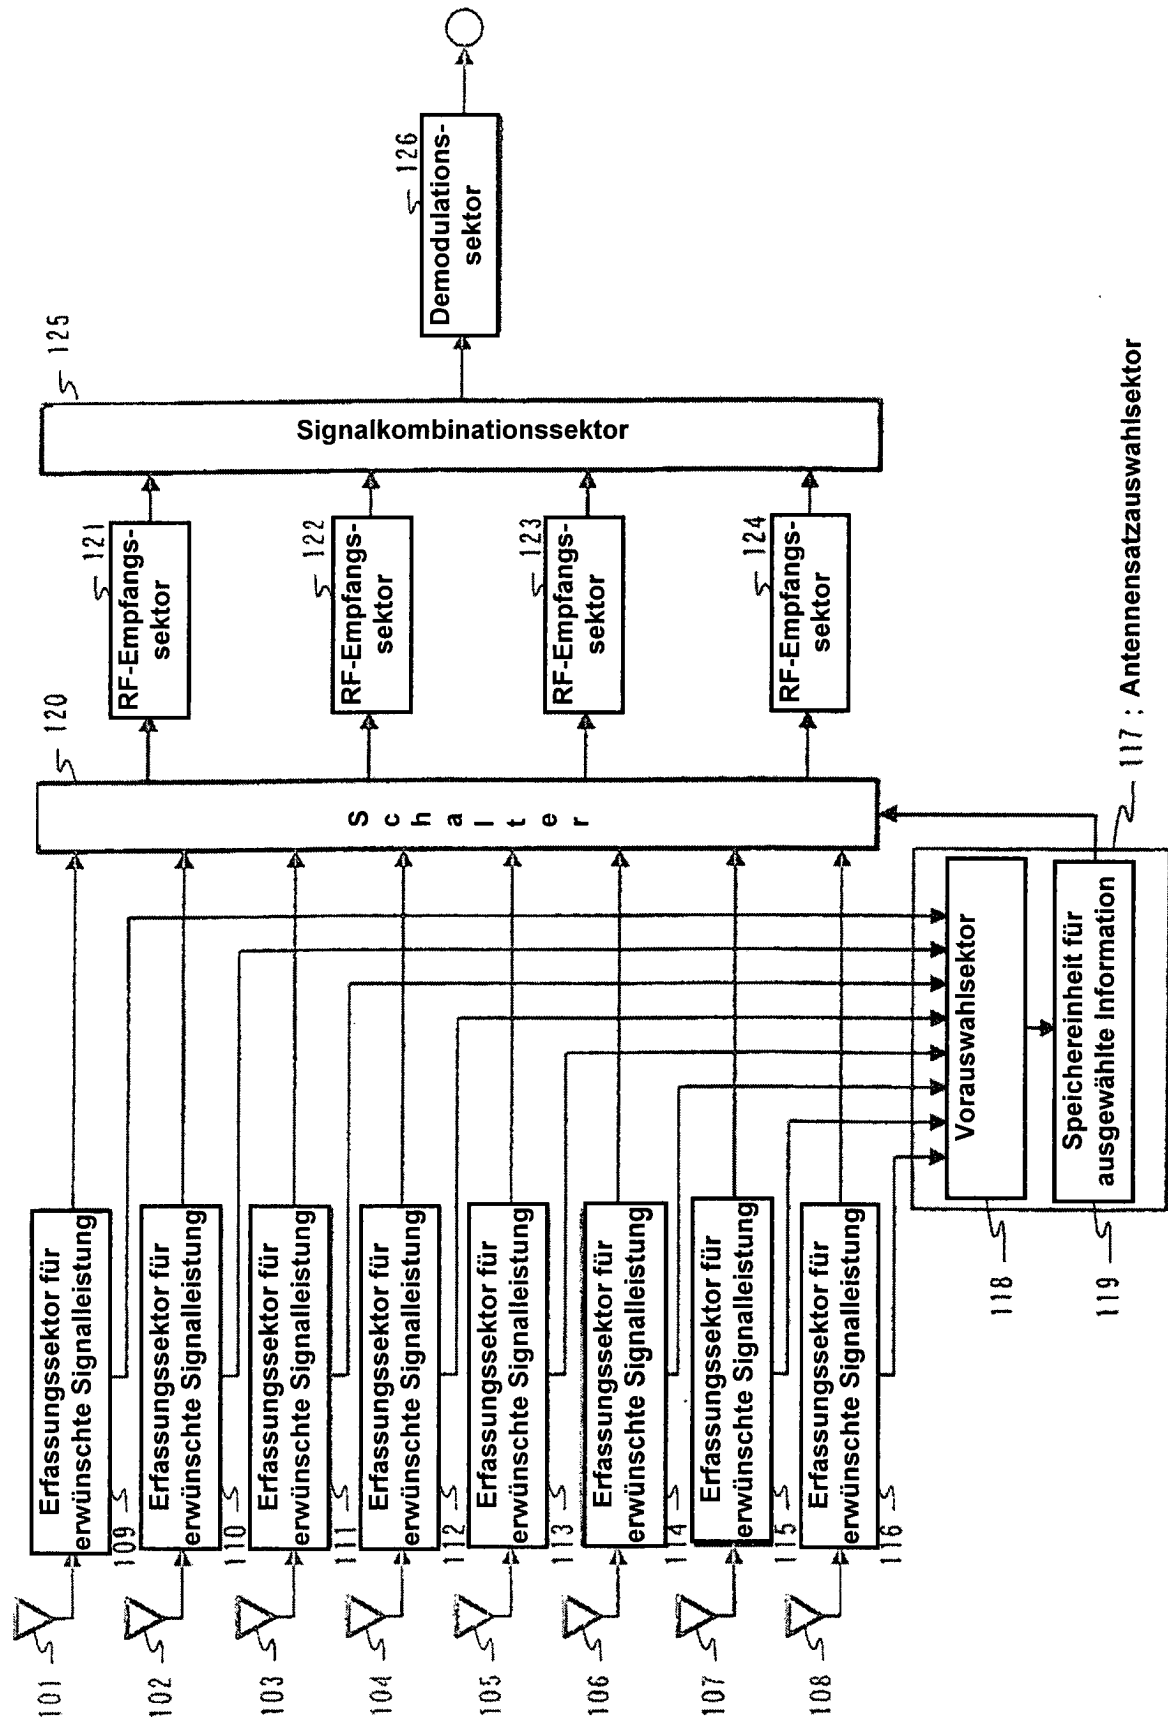 101
102
103
104
105
106
107
108
Erfassungssektor für
erwünschte Signalleistung
109
Erfassungssektor für
erwünschte Signalleistung
110
Erfassungssektor für
erwünschte Signalleistung
111
Erfassungssektor für
erwünschte Signalleistung
112
Erfassungssektor für
erwünschte Signalleistung
113
Erfassungssektor für
erwünschte Signalleistung
114
Erfassungssektor für
erwünschte Signalleistung
115
Erfassungssektor für
erwünschte Signalleistung
116
118
Vorauswahlsektor
119
Speichereinheit für
ausgewählte Information
117 : Antennensatzauswahlsektor
120
Schalter
121
RF-Empfangs-
sektor
122
RF-Empfangs-
sektor
123
RF-Empfangs-
sektor
124
RF-Empfangs-
sektor
125
Signalkombinationssektor
126
Demodulations-
sektor